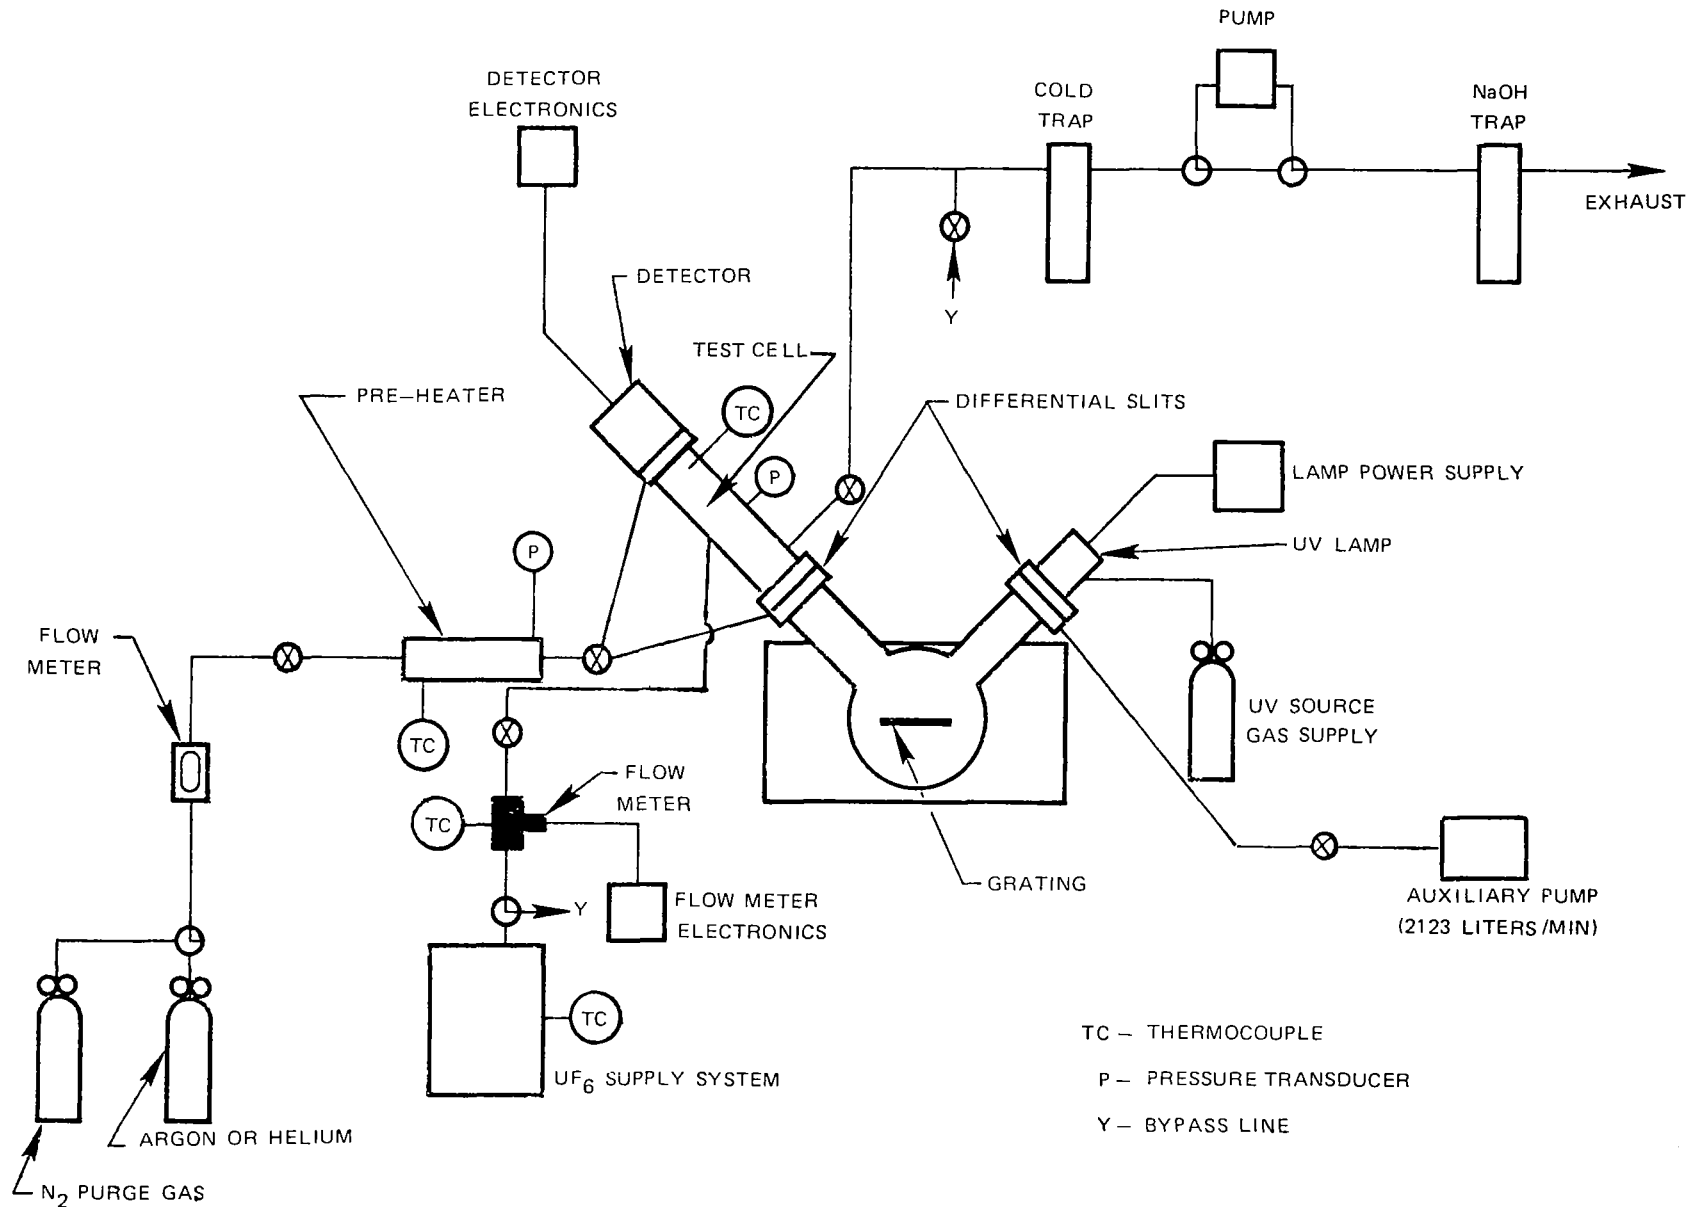 PUMP
DETECTOR
ELECTRONICS
COLD
TRAP
NaOH
TRAP
EXHAUST
DETECTOR
Y
TEST CELL
PRE-HEATER
TC
DIFFERENTIAL SLITS
P
LAMP POWER SUPPLY
UV LAMP
P
FLOW
METER
TC
UV SOURCE
GAS SUPPLY
FLOW
METER
TC
GRATING
AUXILIARY PUMP
(2123 LITERS/MIN)
Y
FLOW METER
ELECTRONICS
TC
UF6 SUPPLY SYSTEM
TC – THERMOCOUPLE
P – PRESSURE TRANSDUCER
Y – BYPASS LINE
ARGON OR HELIUM
N2 PURGE GAS